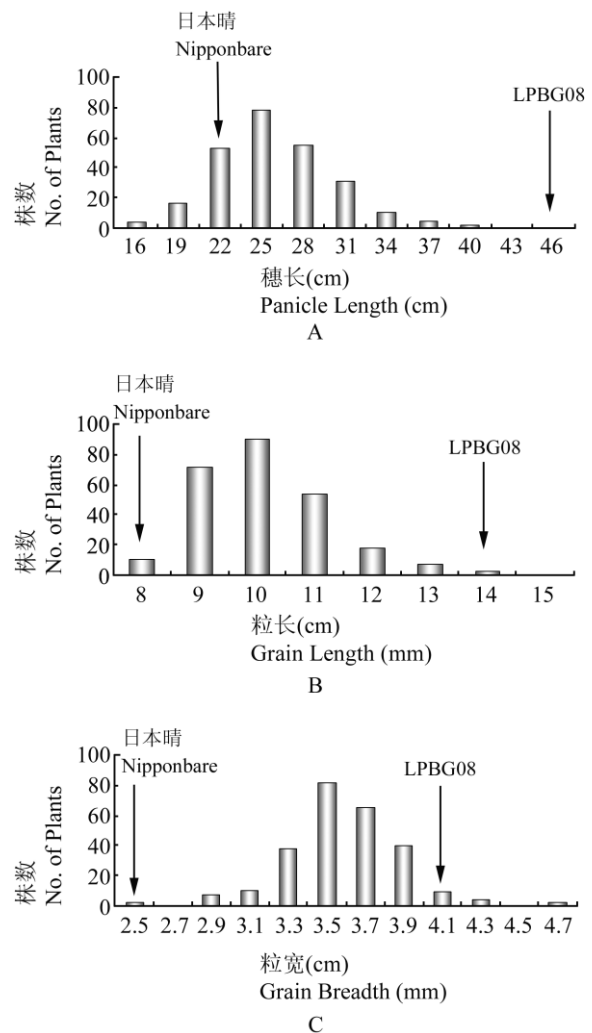 日本晴
Nipponbare
LPBG08
株数
No. of Plants
100
80
60
40
20
0
16 19 22 25 28 31 34 37 40 43 46
穗长(cm)
Panicle Length (cm)
A
日本晴
Nipponbare
LPBG08
株数
No. of Plants
100
80
60
40
20
0
8 9 10 11 12 13 14 15
粒长(cm)
Grain Length (mm)
B
日本晴
Nipponbare
LPBG08
株数
No. of Plants
100
80
60
40
20
0
2.5 2.7 2.9 3.1 3.3 3.5 3.7 3.9 4.1 4.3 4.5 4.7
粒宽(cm)
Grain Breadth (mm)
C